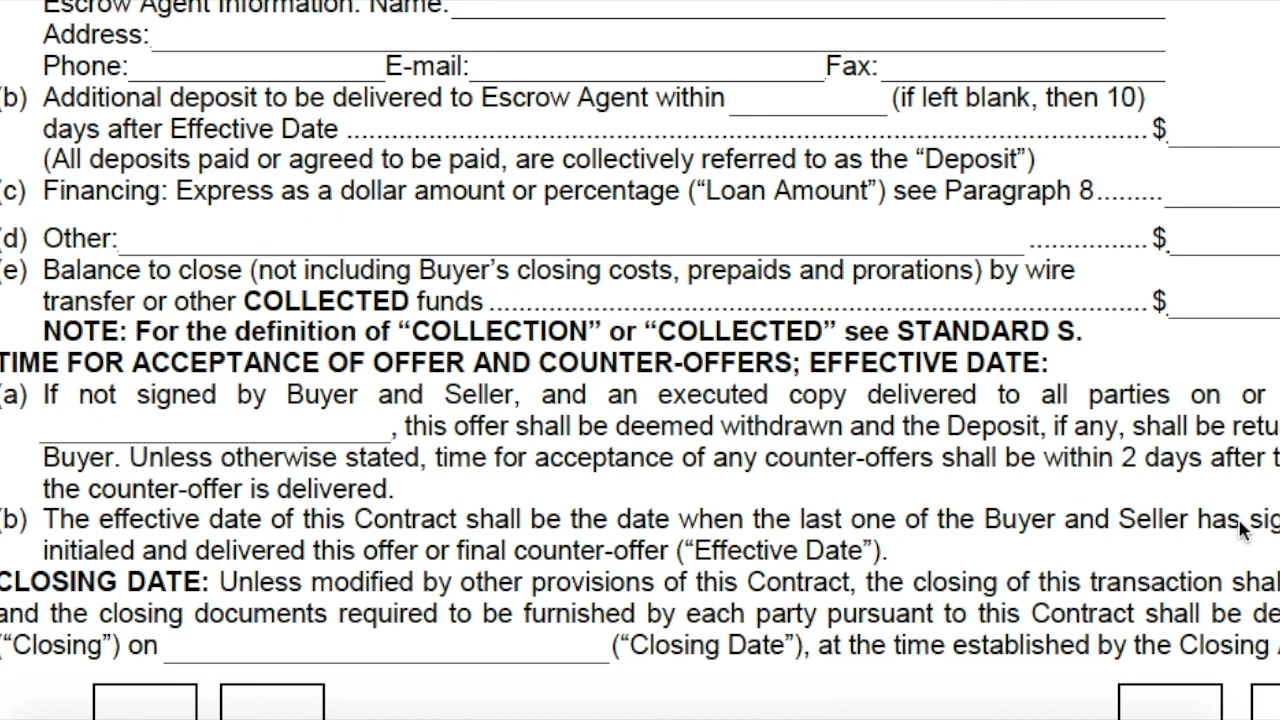 Escrow Agent Information: Name:
Address:
Phone: E-mail: Fax:
(b) Additional deposit to be delivered to Escrow Agent within (if left blank, then 10)
days after Effective Date ........................................................................................................... $
(All deposits paid or agreed to be paid, are collectively referred to as the “Deposit”)
(c) Financing: Express as a dollar amount or percentage (“Loan Amount”) see Paragraph 8.........
(d) Other: ................ $
(e) Balance to close (not including Buyer’s closing costs, prepaids and prorations) by wire
transfer or other COLLECTED funds ....................................................................................... $
NOTE: For the definition of “COLLECTION” or “COLLECTED” see STANDARD S.
TIME FOR ACCEPTANCE OF OFFER AND COUNTER-OFFERS; EFFECTIVE DATE:
(a) If not signed by Buyer and Seller, and an executed copy delivered to all parties on or
, this offer shall be deemed withdrawn and the Deposit, if any, shall be retu
Buyer. Unless otherwise stated, time for acceptance of any counter-offers shall be within 2 days after t
the counter-offer is delivered.
(b) The effective date of this Contract shall be the date when the last one of the Buyer and Seller has sig
initialed and delivered this offer or final counter-offer (“Effective Date”).
CLOSING DATE: Unless modified by other provisions of this Contract, the closing of this transaction shal
and the closing documents required to be furnished by each party pursuant to this Contract shall be de
(“Closing”) on (“Closing Date”), at the time established by the Closing